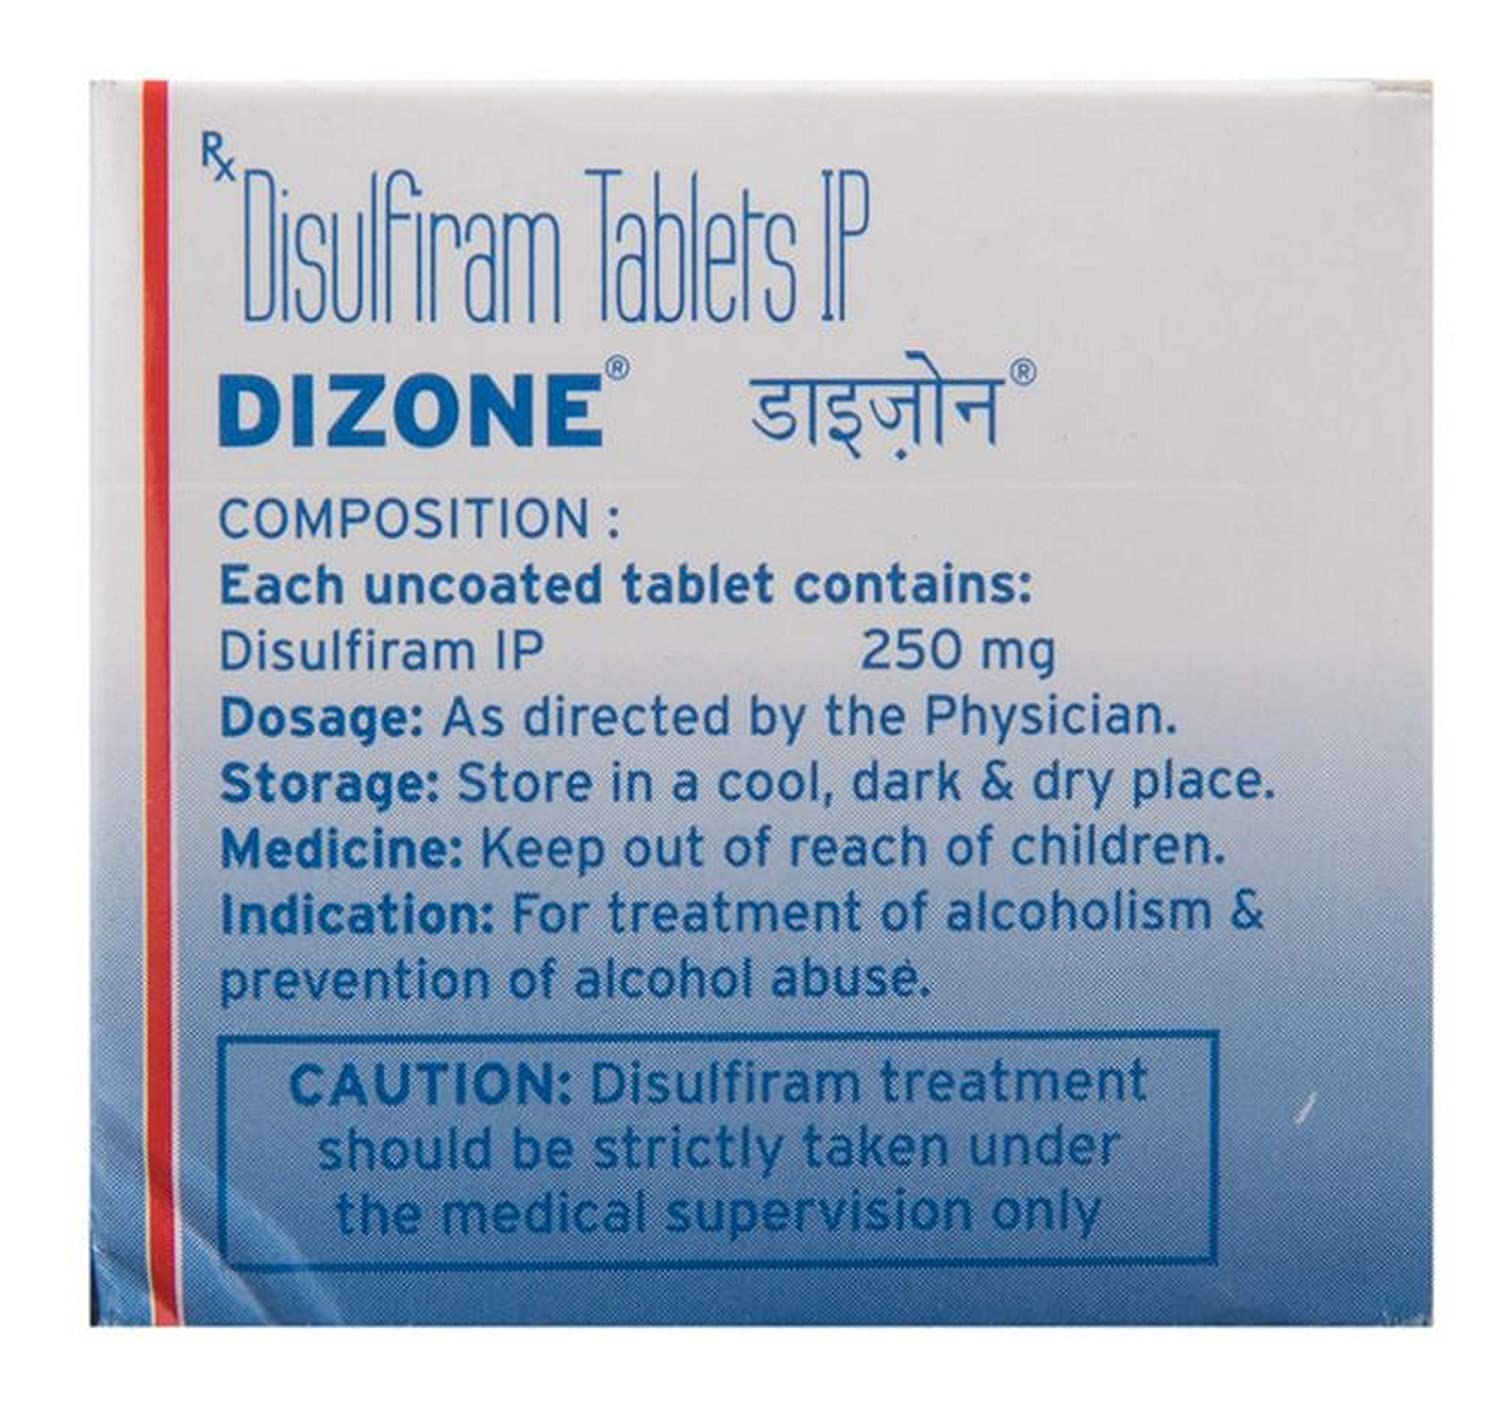 Rx
Disulfiram Tablets IP
DIZONE® डाइज़ोन®
COMPOSITION :
Each uncoated tablet contains:
Disulfiram IP 250 mg
Dosage: As directed by the Physician.
Storage: Store in a cool, dark & dry place.
Medicine: Keep out of reach of children.
Indication: For treatment of alcoholism &
prevention of alcohol abuse.
CAUTION: Disulfiram treatment
should be strictly taken under
the medical supervision only